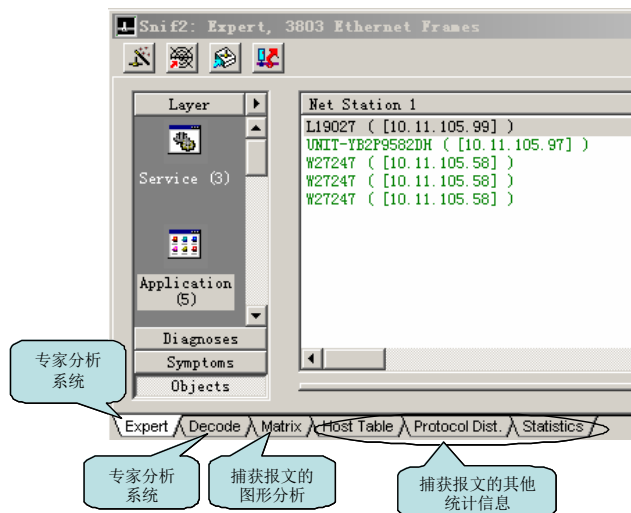 Snif2: Expert, 3803 Ethernet Frames
Layer
Service (3)
Application
(5)
Diagnoses
Symptoms
Objects
Net Station 1
L19027 ( [10.11.105.99] )
UNIT-YB2P9582DH ( [10.11.105.97] )
W27247 ( [10.11.105.58] )
W27247 ( [10.11.105.58] )
W27247 ( [10.11.105.58] )
专家分析
系统
Expert Decode Matrix Host Table Protocol Dist. Statistics
专家分析
系统
捕获报文的
图形分析
捕获报文的其他
统计信息